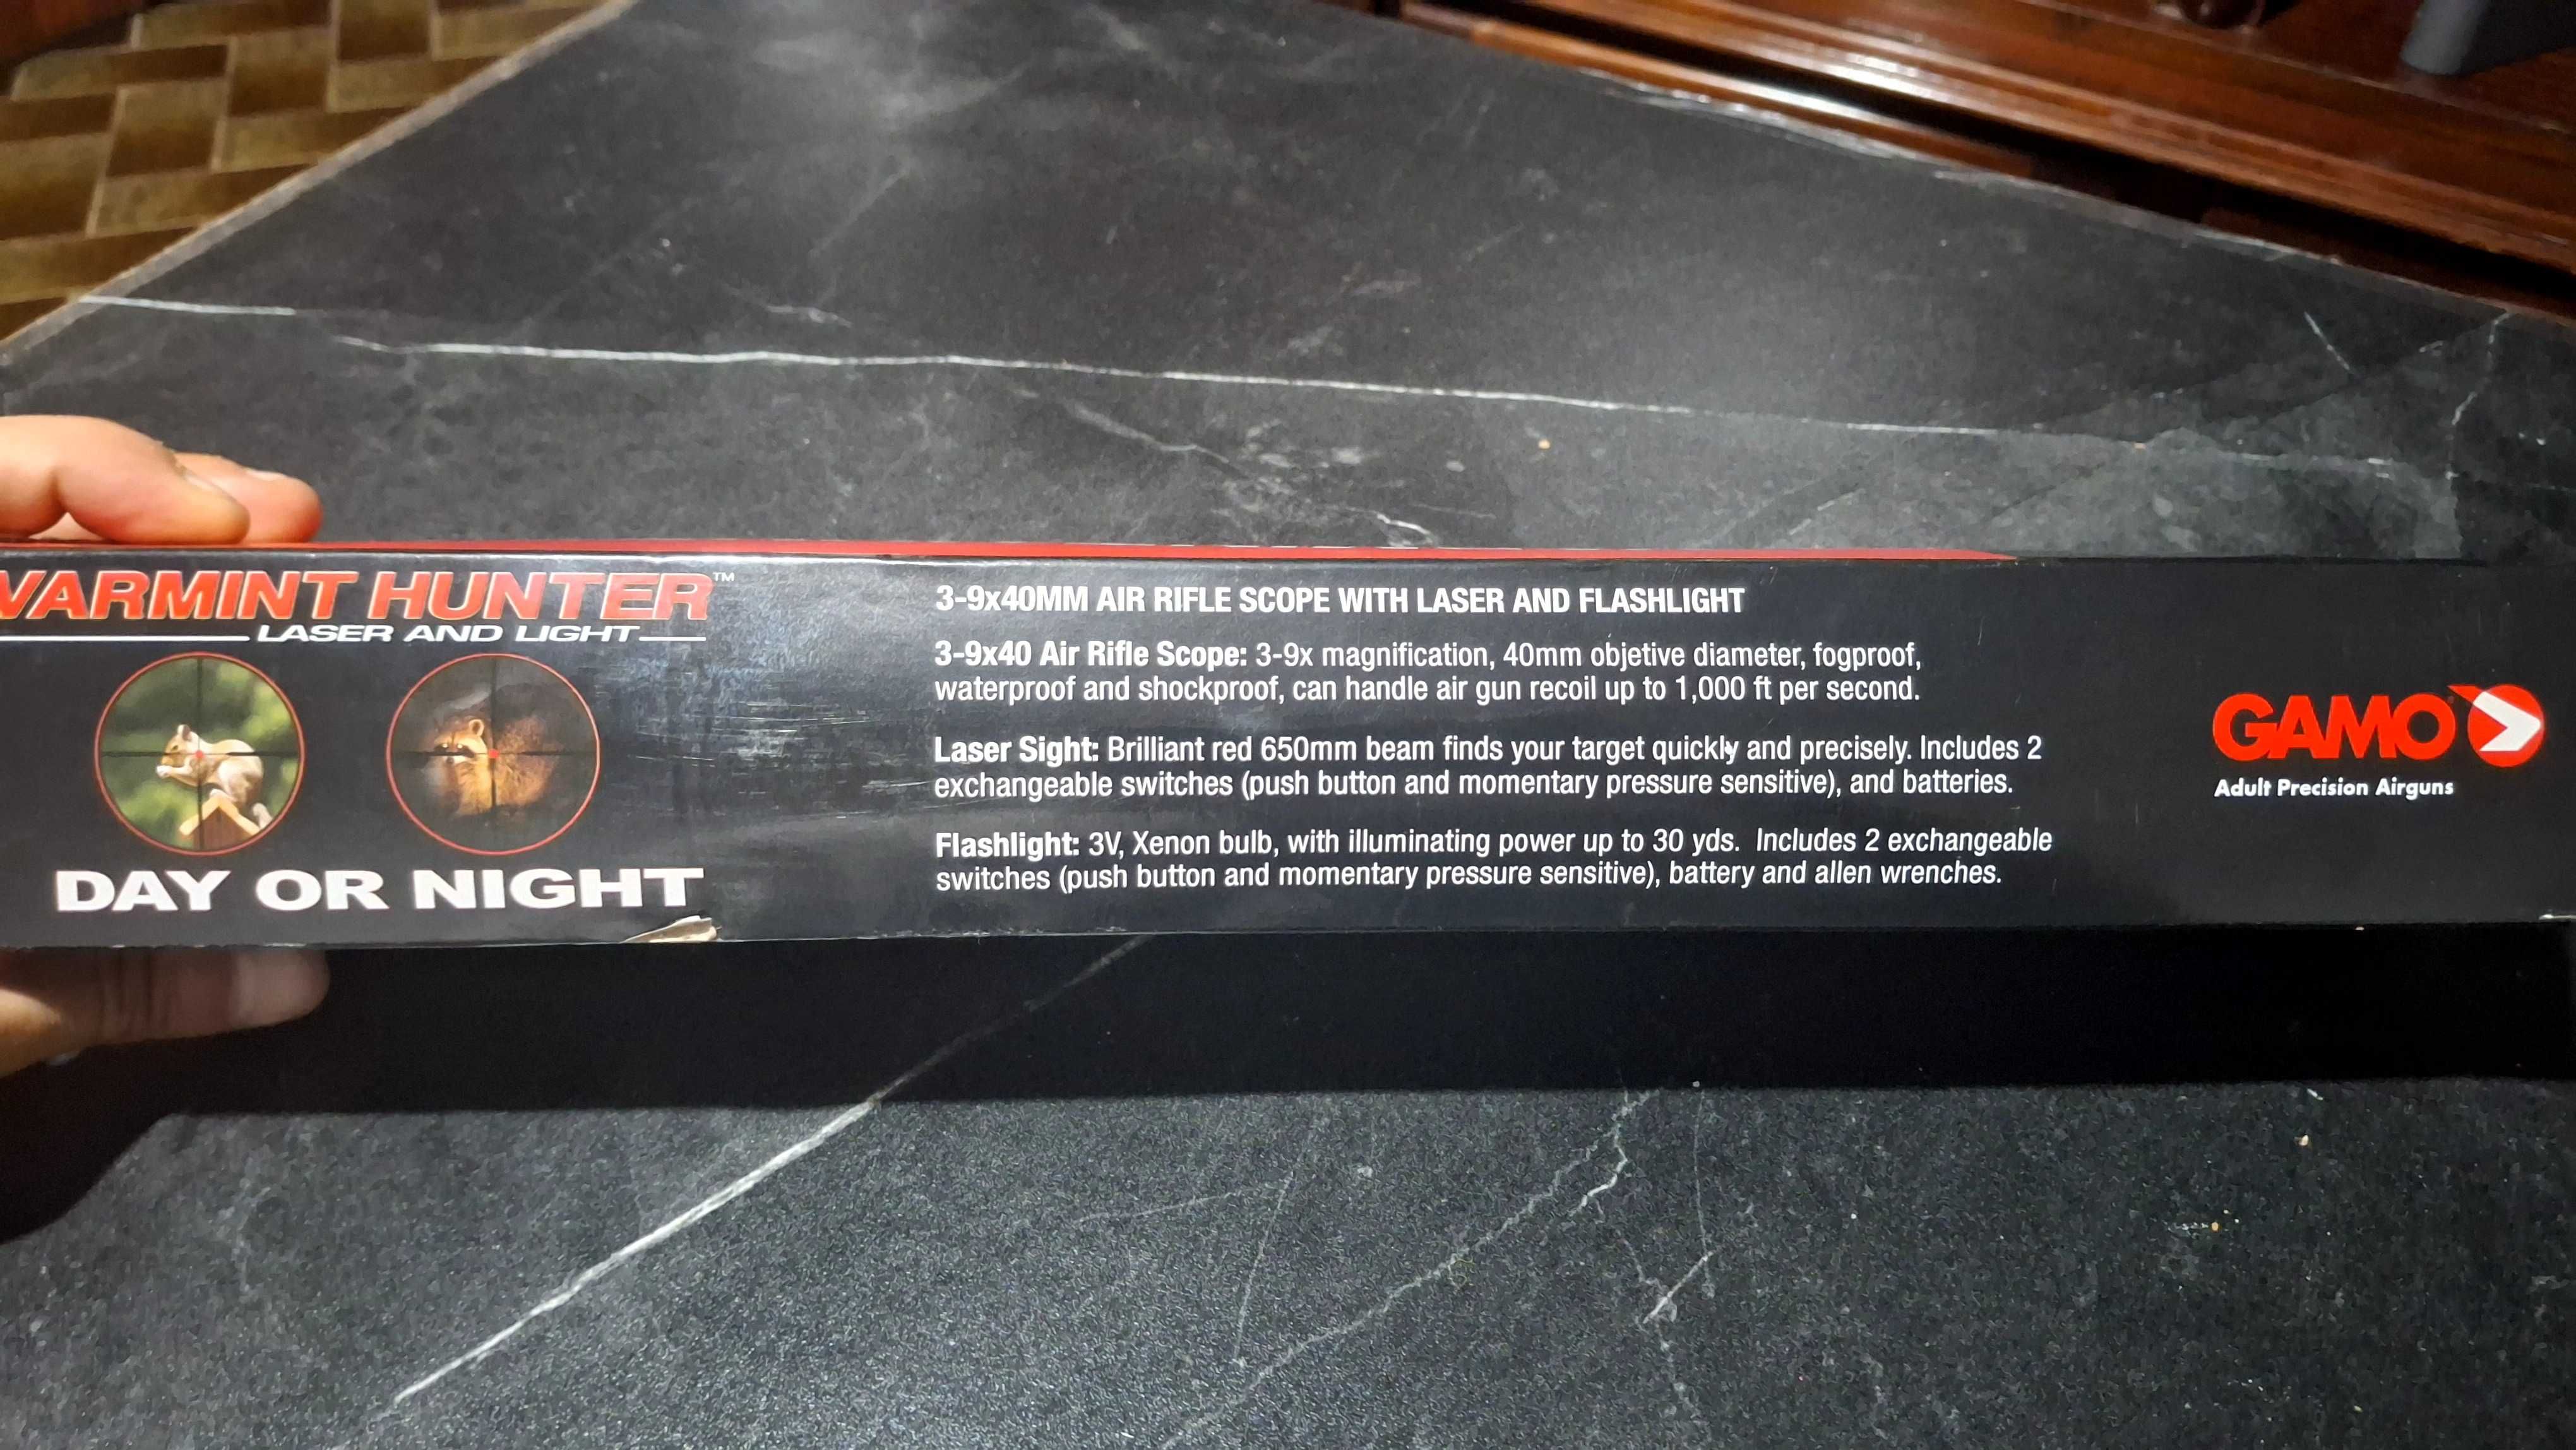 VARMINT HUNTER™
LASER AND LIGHT
DAY OR NIGHT
3-9x40MM AIR RIFLE SCOPE WITH LASER AND FLASHLIGHT
3-9x40 Air Rifle Scope: 3-9x magnification, 40mm objetive diameter, fogproof,
waterproof and shockproof, can handle air gun recoil up to 1,000 ft per second.
Laser Sight: Brilliant red 650mm beam finds your target quickly and precisely. Includes 2
exchangeable switches (push button and momentary pressure sensitive), and batteries.
Flashlight: 3V, Xenon bulb, with illuminating power up to 30 yds. Includes 2 exchangeable
switches (push button and momentary pressure sensitive), battery and allen wrenches.
GAMO
Adult Precision Airguns